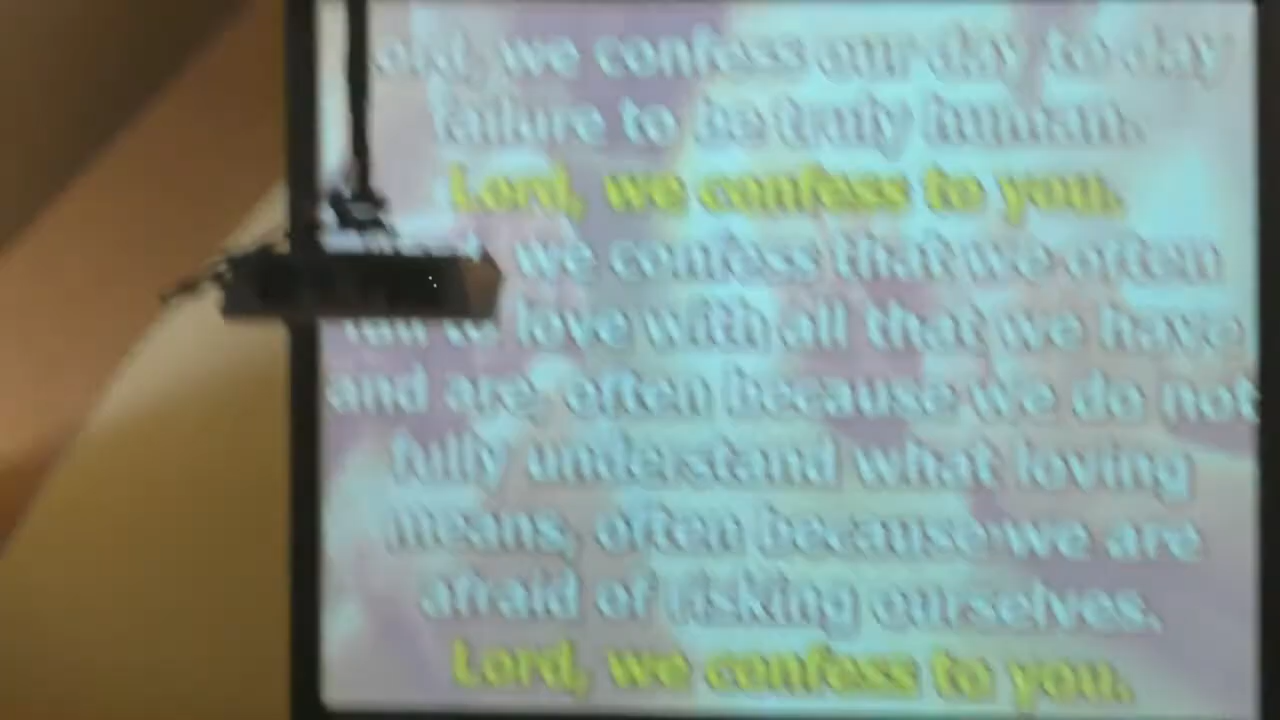 we confess our day to day
failure to be truly human.
Lord, we confess to you.
we confess that we often
fail to love with all that we have
and are, often because we do not
fully understand what loving
means, often because we are
afraid of risking ourselves.
Lord, we confess to you.